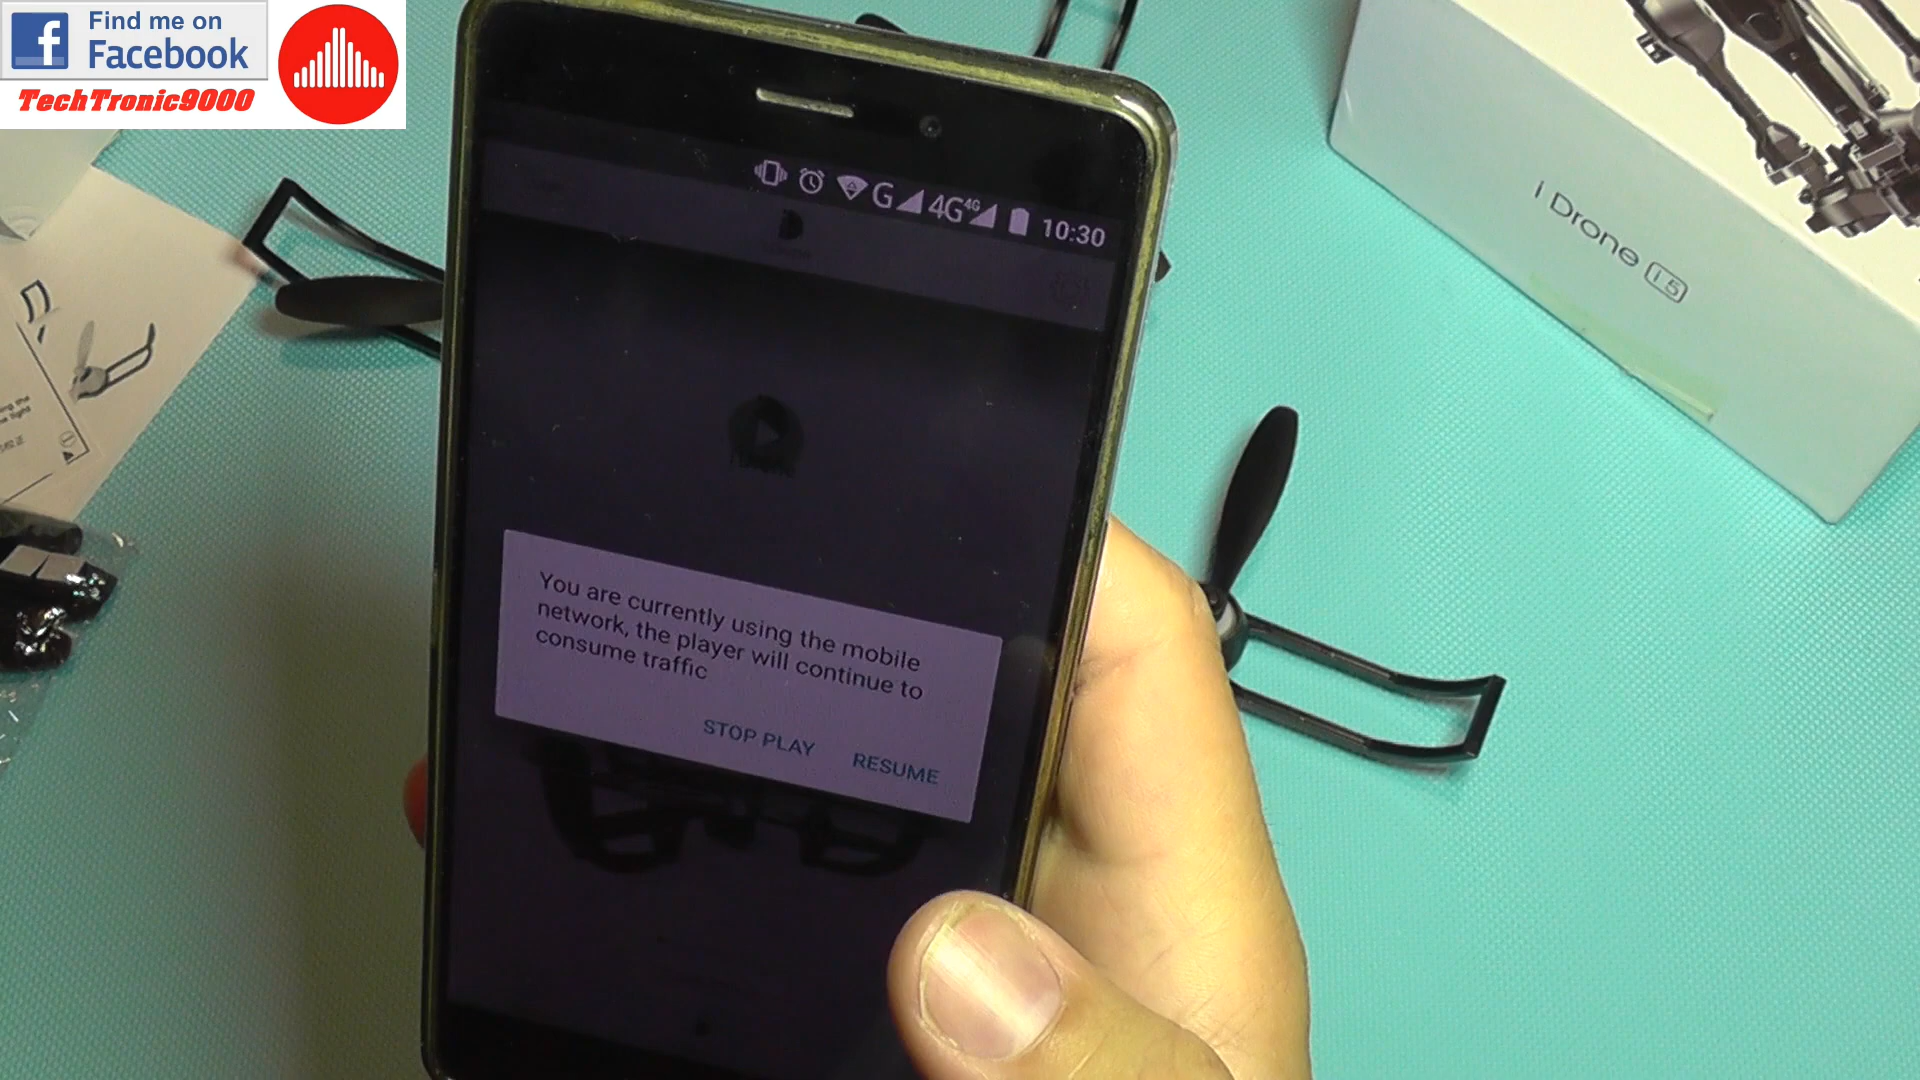 Find me on
Facebook
TechTronic9000
G 4G 4G 10:30
You are currently using the mobile
network, the player will continue to
consume traffic
STOP PLAY RESUME
i Drone i5